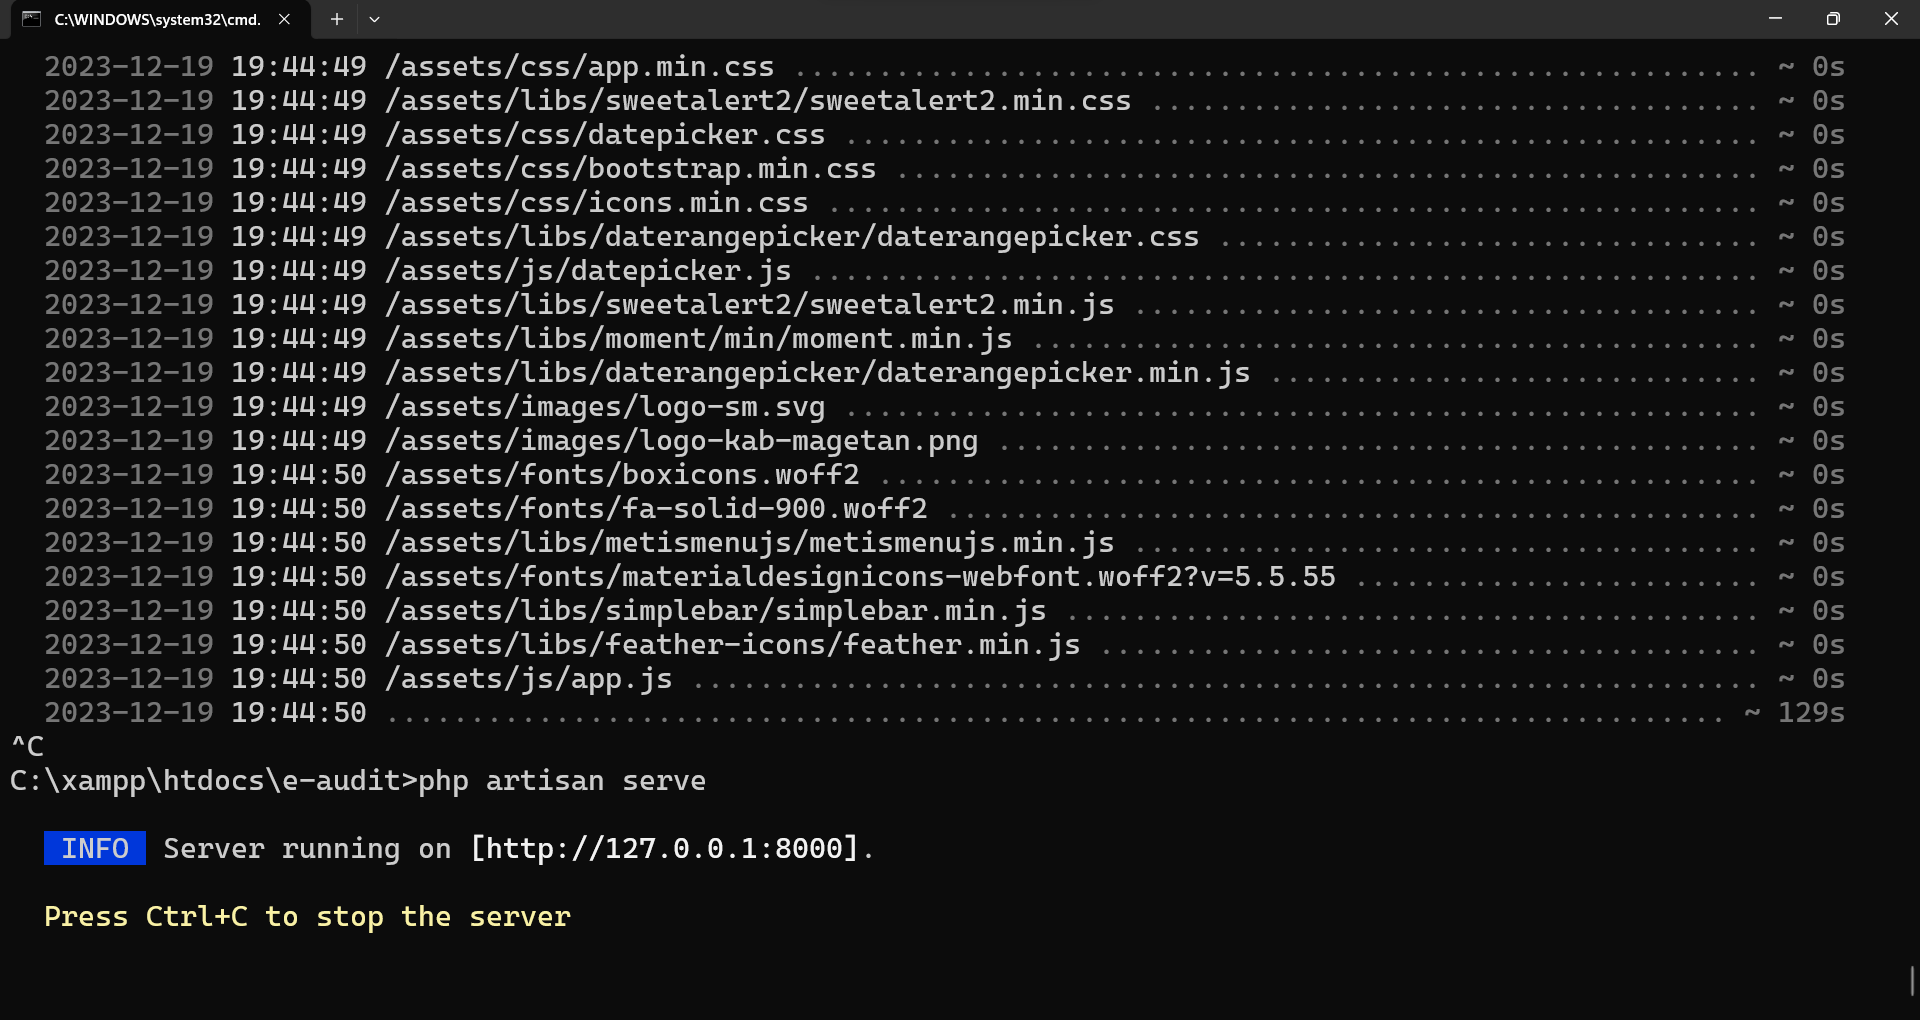 C:\WINDOWS\system32\cmd.
2023-12-19 19:44:49 /assets/css/app.min.css ......................................................... ~ 0s
2023-12-19 19:44:49 /assets/libs/sweetalert2/sweetalert2.min.css .................................... ~ 0s
2023-12-19 19:44:49 /assets/css/datepicker.css ...................................................... ~ 0s
2023-12-19 19:44:49 /assets/css/bootstrap.min.css ................................................... ~ 0s
2023-12-19 19:44:49 /assets/css/icons.min.css ....................................................... ~ 0s
2023-12-19 19:44:49 /assets/libs/daterangepicker/daterangepicker.css ................................ ~ 0s
2023-12-19 19:44:49 /assets/js/datepicker.js ........................................................ ~ 0s
2023-12-19 19:44:49 /assets/libs/sweetalert2/sweetalert2.min.js ..................................... ~ 0s
2023-12-19 19:44:49 /assets/libs/moment/min/moment.min.js ........................................... ~ 0s
2023-12-19 19:44:49 /assets/libs/daterangepicker/daterangepicker.min.js ............................. ~ 0s
2023-12-19 19:44:49 /assets/images/logo-sm.svg ...................................................... ~ 0s
2023-12-19 19:44:49 /assets/images/logo-kab-magetan.png ............................................. ~ 0s
2023-12-19 19:44:50 /assets/fonts/boxicons.woff2 .................................................... ~ 0s
2023-12-19 19:44:50 /assets/fonts/fa-solid-900.woff2 ................................................ ~ 0s
2023-12-19 19:44:50 /assets/libs/metismenujs/metismenujs.min.js ..................................... ~ 0s
2023-12-19 19:44:50 /assets/fonts/materialdesignicons-webfont.woff2?v=5.5.55 ........................ ~ 0s
2023-12-19 19:44:50 /assets/libs/simplebar/simplebar.min.js ......................................... ~ 0s
2023-12-19 19:44:50 /assets/libs/feather-icons/feather.min.js ....................................... ~ 0s
2023-12-19 19:44:50 /assets/js/app.js ............................................................... ~ 0s
2023-12-19 19:44:50 ............................................................................... ~ 129s
^C
C:\xampp\htdocs\e-audit>php artisan serve
INFO Server running on [http://127.0.0.1:8000].
Press Ctrl+C to stop the server